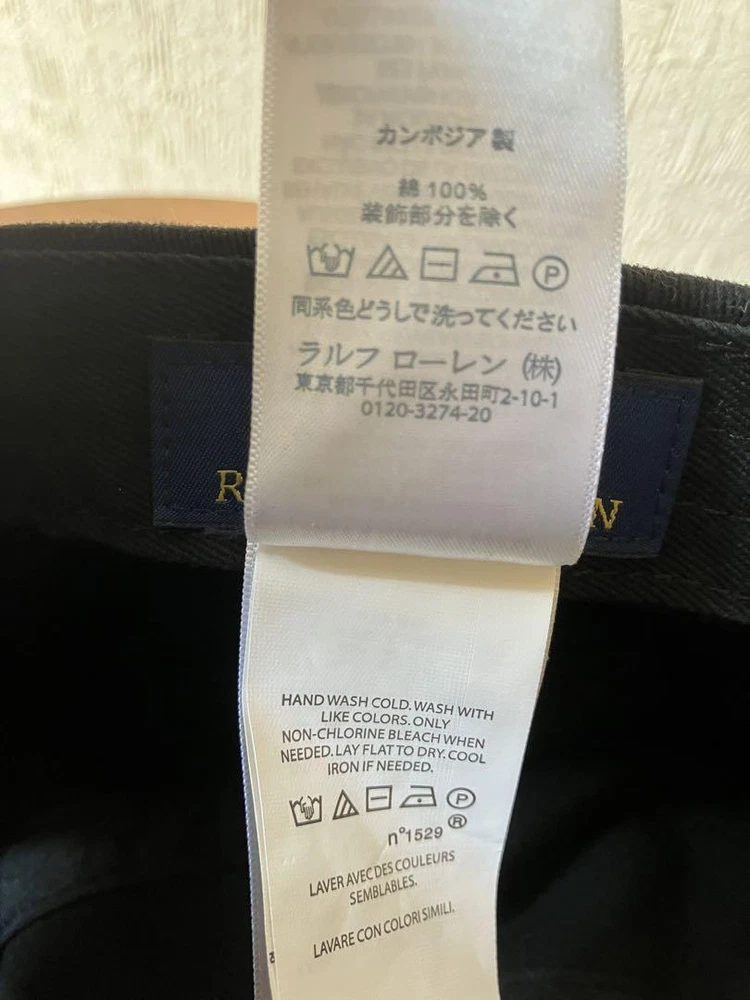 カンボジア製
綿 100%
装飾部分を除く
P
同系色どうしで洗ってください
ラルフ ローレン (株)
東京都千代田区永田町2-10-1
0120-3274-20
R
N
HAND WASH COLD. WASH WITH
LIKE COLORS. ONLY
NON-CHLORINE BLEACH WHEN
NEEDED. LAY FLAT TO DRY. COOL
IRON IF NEEDED.
P
n°1529 ®
LAVER AVEC DES COULEURS
SEMBLABLES.
LAVARE CON COLORI SIMILI.